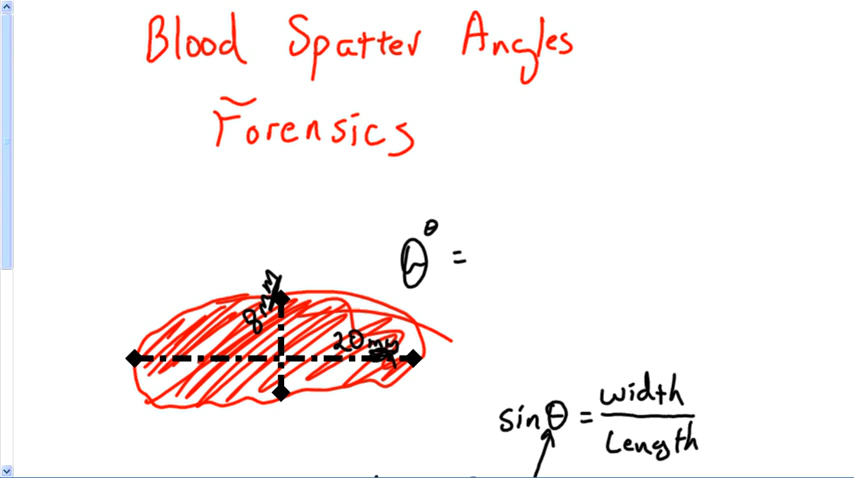 Blood Spatter Angles
Forensics
θ^θ =
8mm
20mm
sinθ = width
Length